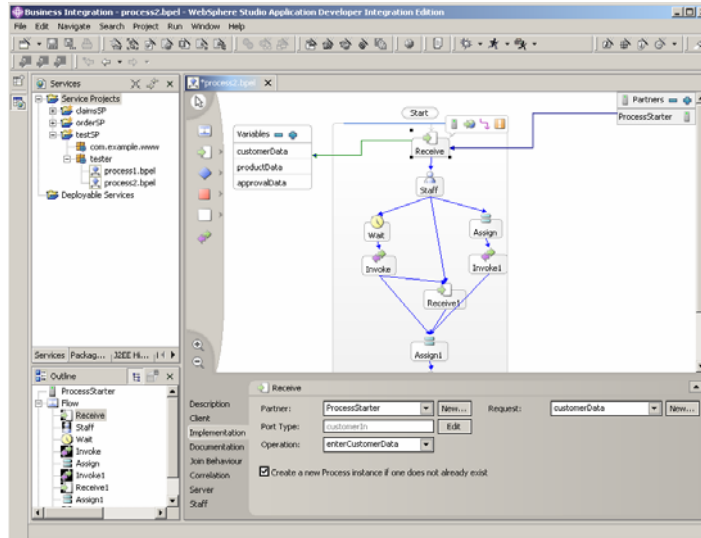 Business Integration - process2.bpel - WebSphere Studio Application Developer Integration Edition
File Edit Navigate Search Project Run Window Help
Services
Service Projects
claimsSP
orderSP
testSP
com.example.www
tester
process1.bpel
process2.bpel
Deployable Services
Services Packag... J2EE Hi...
*process2.bpel
Variables
customerData
productData
approvalData
Start
Receive
Staff
Wait
Assign
Invoke
Invoke1
Receive1
Assign1
Partners
ProcessStarter
Outline
ProcessStarter
Flow
Receive
Staff
Wait
Invoke
Assign
Invoke1
Receive1
Assign1
Receive
Description
Client
Implementation
Documentation
Join Behaviour
Correlation
Server
Staff
Partner: ProcessStarter New... Request: customerData New...
Port Type: customerIn Edit
Operation: enterCustomerData
Create a new Process instance if one does not already exist